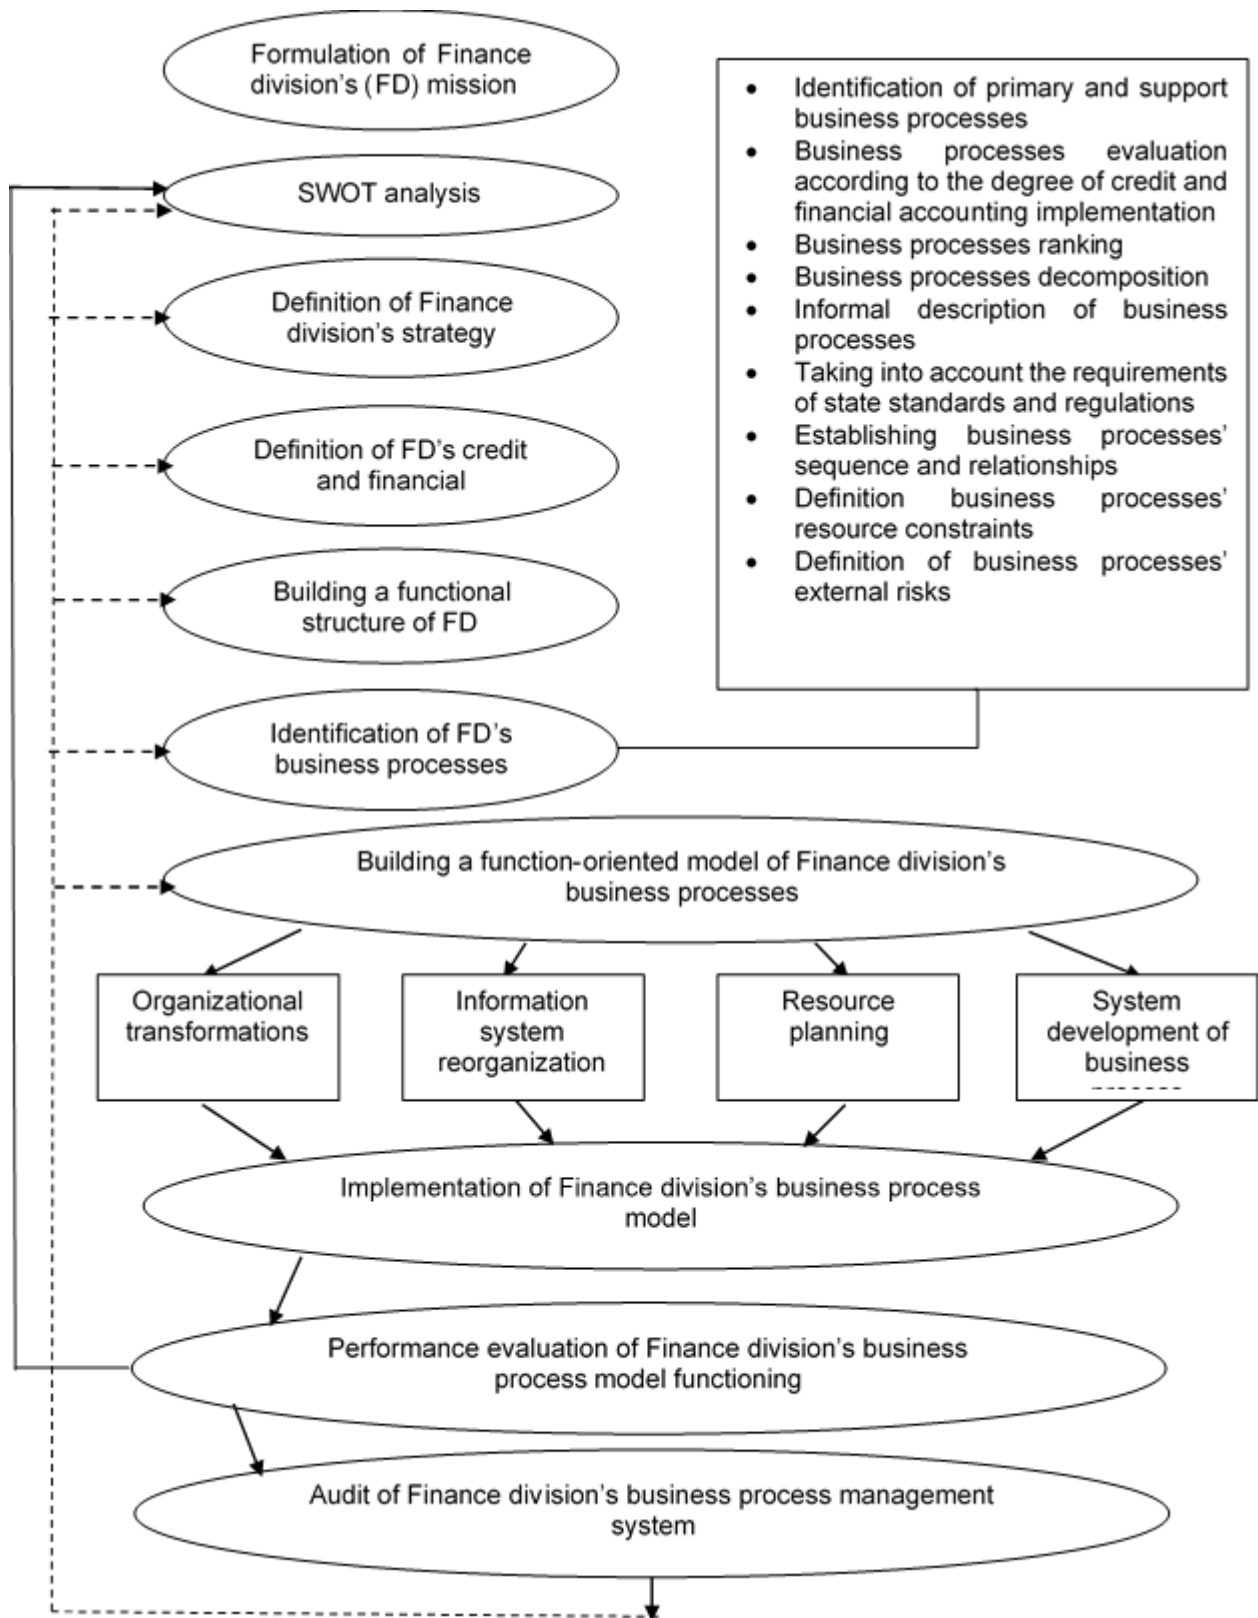 Formulation of Finance
division's (FD) mission
SWOT analysis
Definition of Finance
division's strategy
Definition of FD's credit
and financial
Building a functional
structure of FD
Identification of FD's
business processes
• Identification of primary and support
business processes
• Business processes evaluation
according to the degree of credit and
financial accounting implementation
• Business processes ranking
• Business processes decomposition
• Informal description of business
processes
• Taking into account the requirements
of state standards and regulations
• Establishing business processes'
sequence and relationships
• Definition business processes'
resource constraints
• Definition of business processes'
external risks
Building a function-oriented model of Finance division's
business processes
Organizational
transformations
Information
system
reorganization
Resource
planning
System
development of
business
Implementation of Finance division's business process
model
Performance evaluation of Finance division's business
process model functioning
Audit of Finance division's business process management
system